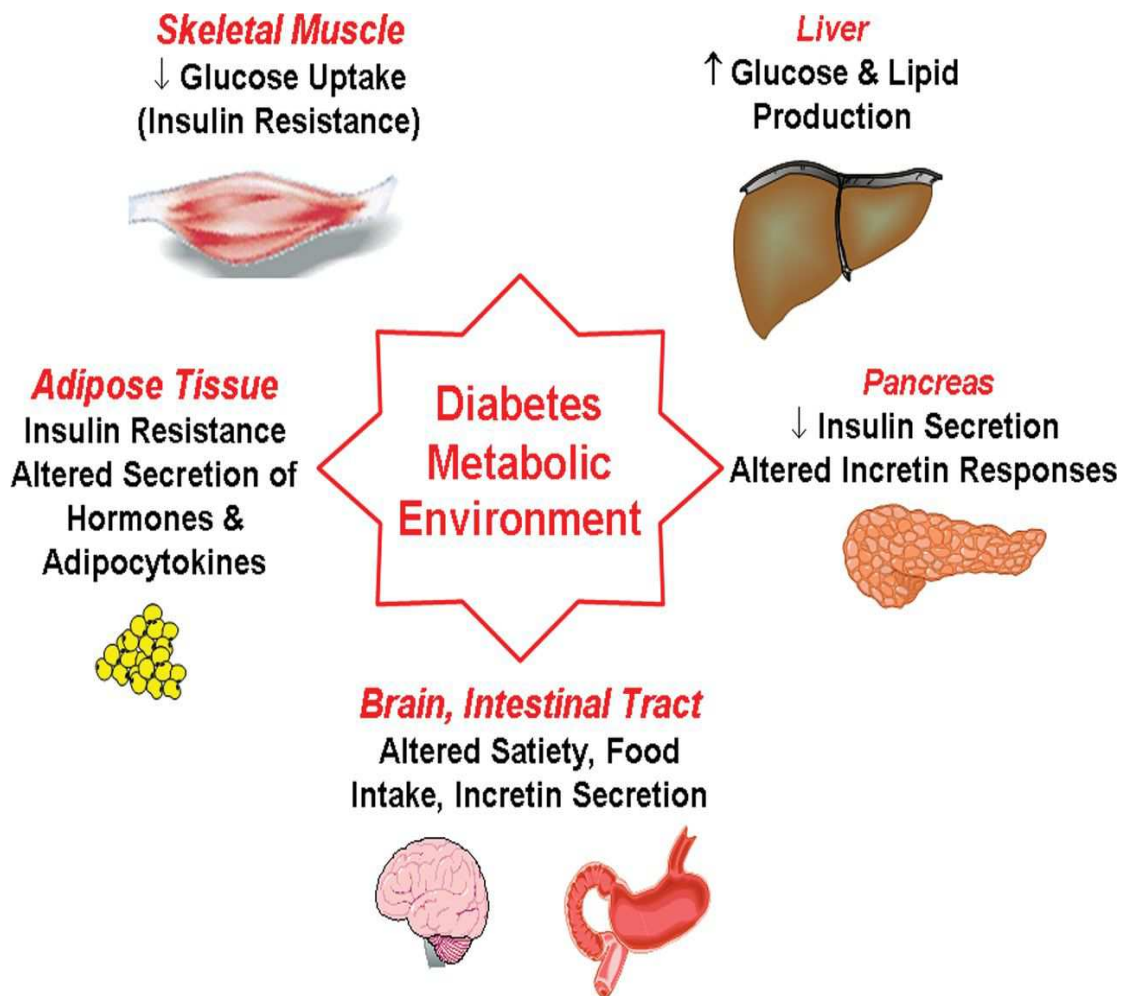 Skeletal Muscle
↓ Glucose Uptake
(Insulin Resistance)
Liver
↑ Glucose & Lipid
Production
Adipose Tissue
Insulin Resistance
Altered Secretion of
Hormones &
Adipocytokines
Diabetes
Metabolic
Environment
Pancreas
↓ Insulin Secretion
Altered Incretin Responses
Brain, Intestinal Tract
Altered Satiety, Food
Intake, Incretin Secretion